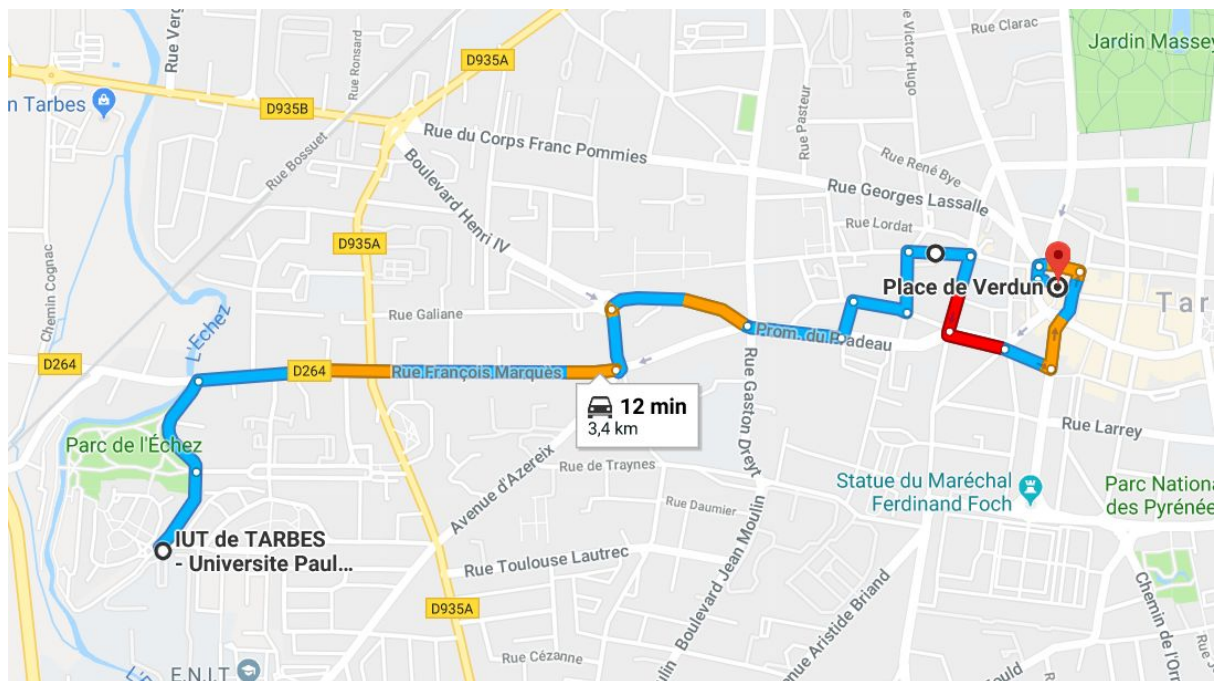 Rue Verg
Rue Ronsard
D935A
Rue Victor Hugo
Rue Clarac
Jardin Massey
n Tarbes
D935B
Rue Bossuet
Rue du Corps Franc Pommies
Rue Pasteur
Rue René Bye
Boulevard Henri IV
Rue Georges Lassalle
Rue Lordat
D935A
Chemin Cognac
L'Échez
Rue Galiane
Place de Verdun
Tar
Prom. du Pradeau
D264
D264
Rue François Marquès
12 min
3,4 km
Rue Gaston Dreyt
Parc de l'Échez
Rue Larrey
Avenue d'Azereix
Rue de Traynes
Statue du Maréchal
Ferdinand Foch
Parc Nationa
des Pyrénée
Rue Daumier
IUT de TARBES
- Universite Paul...
Rue Toulouse Lautrec
Boulevard Jean Moulin
D935A
Avenue Aristide Briand
Chemin de l'Orm
Rue Cézanne
E.N.I.T